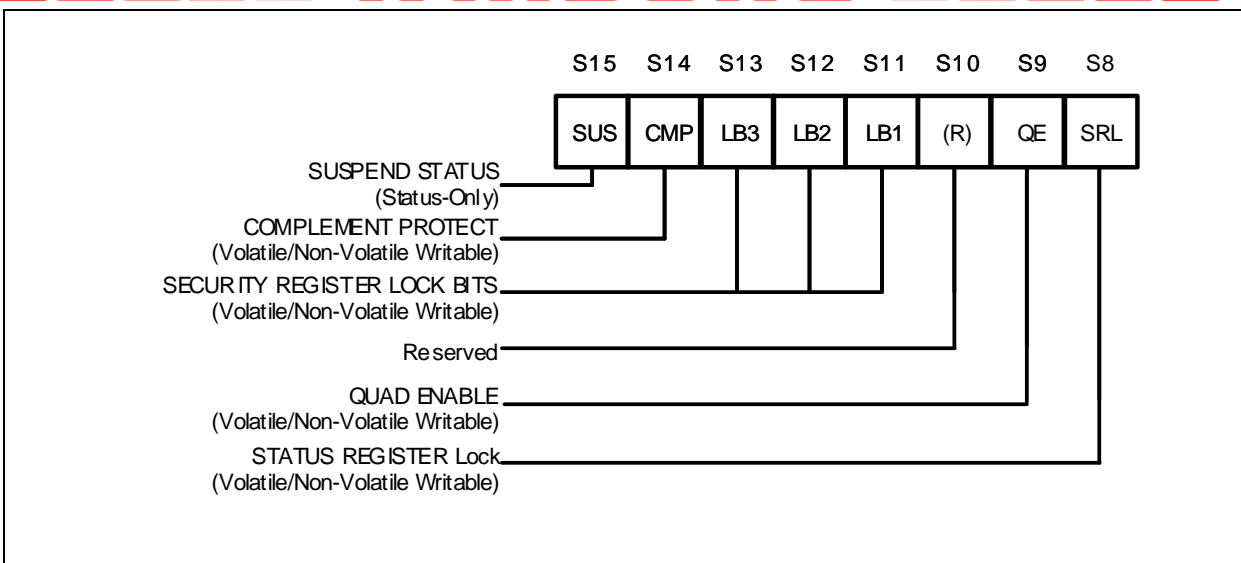 S15 S14 S13 S12 S11 S10 S9 S8
SUS CMP LB3 LB2 LB1 (R) QE SRL
SUSPEND STATUS
(Status-Only)
COMPLEMENT PROTECT
(Volatile/Non-Volatile Writable)
SECURITY REGISTER LOCK BITS
(Volatile/Non-Volatile Writable)
Reserved
QUAD ENABLE
(Volatile/Non-Volatile Writable)
STATUS REGISTER Lock
(Volatile/Non-Volatile Writable)